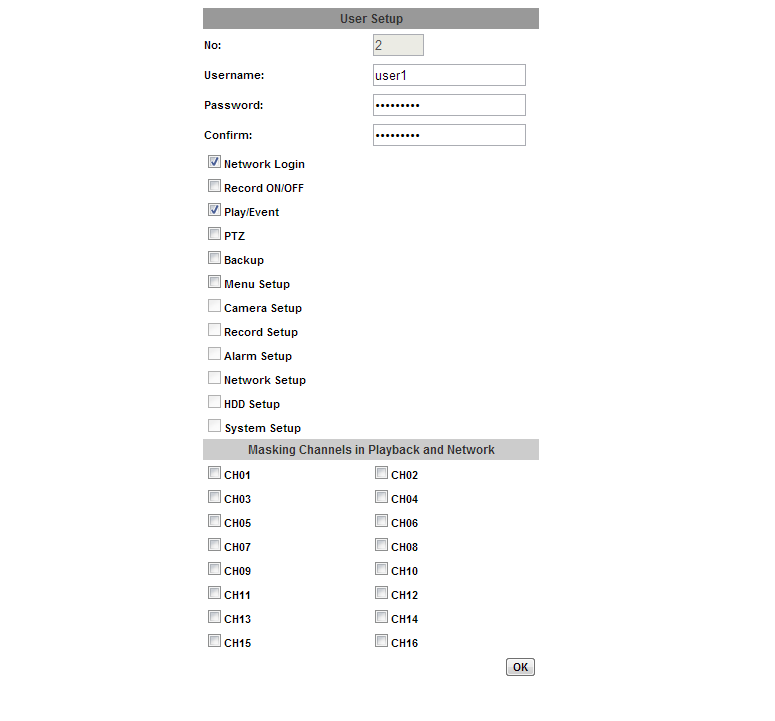 User Setup
No: 2
Username: user1
Password: •••••••••
Confirm: •••••••••
Network Login
Record ON/OFF
Play/Event
PTZ
Backup
Menu Setup
Camera Setup
Record Setup
Alarm Setup
Network Setup
HDD Setup
System Setup
Masking Channels in Playback and Network
CH01 CH02
CH03 CH04
CH05 CH06
CH07 CH08
CH09 CH10
CH11 CH12
CH13 CH14
CH15 CH16
OK